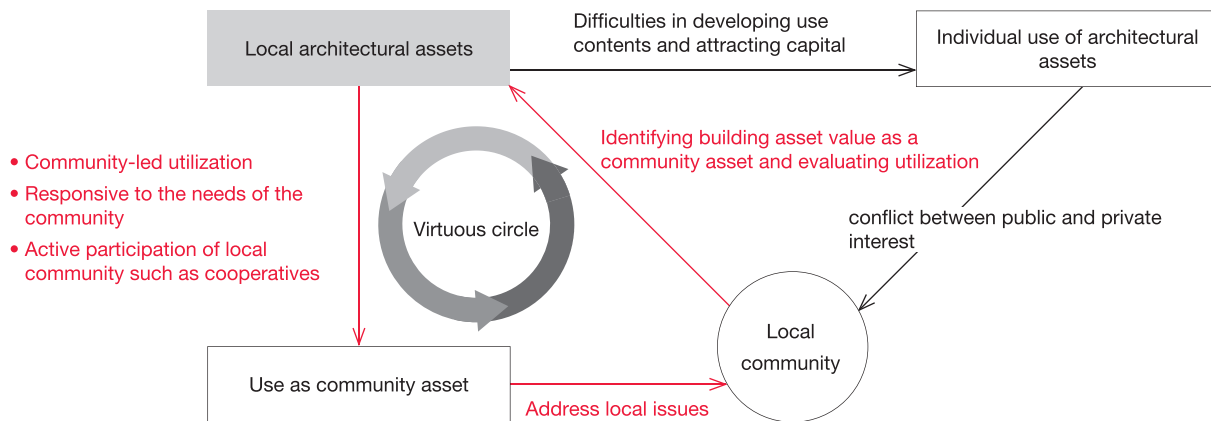 Difficulties in developing use
contents and attracting capital
Local architectural assets
Individual use of architectural
assets
Identifying building asset value as a
community asset and evaluating utilization
• Community-led utilization
• Responsive to the needs of the
community
• Active participation of local
community such as cooperatives
Virtuous circle
conflict between public and private
interest
Local
community
Use as community asset
Address local issues